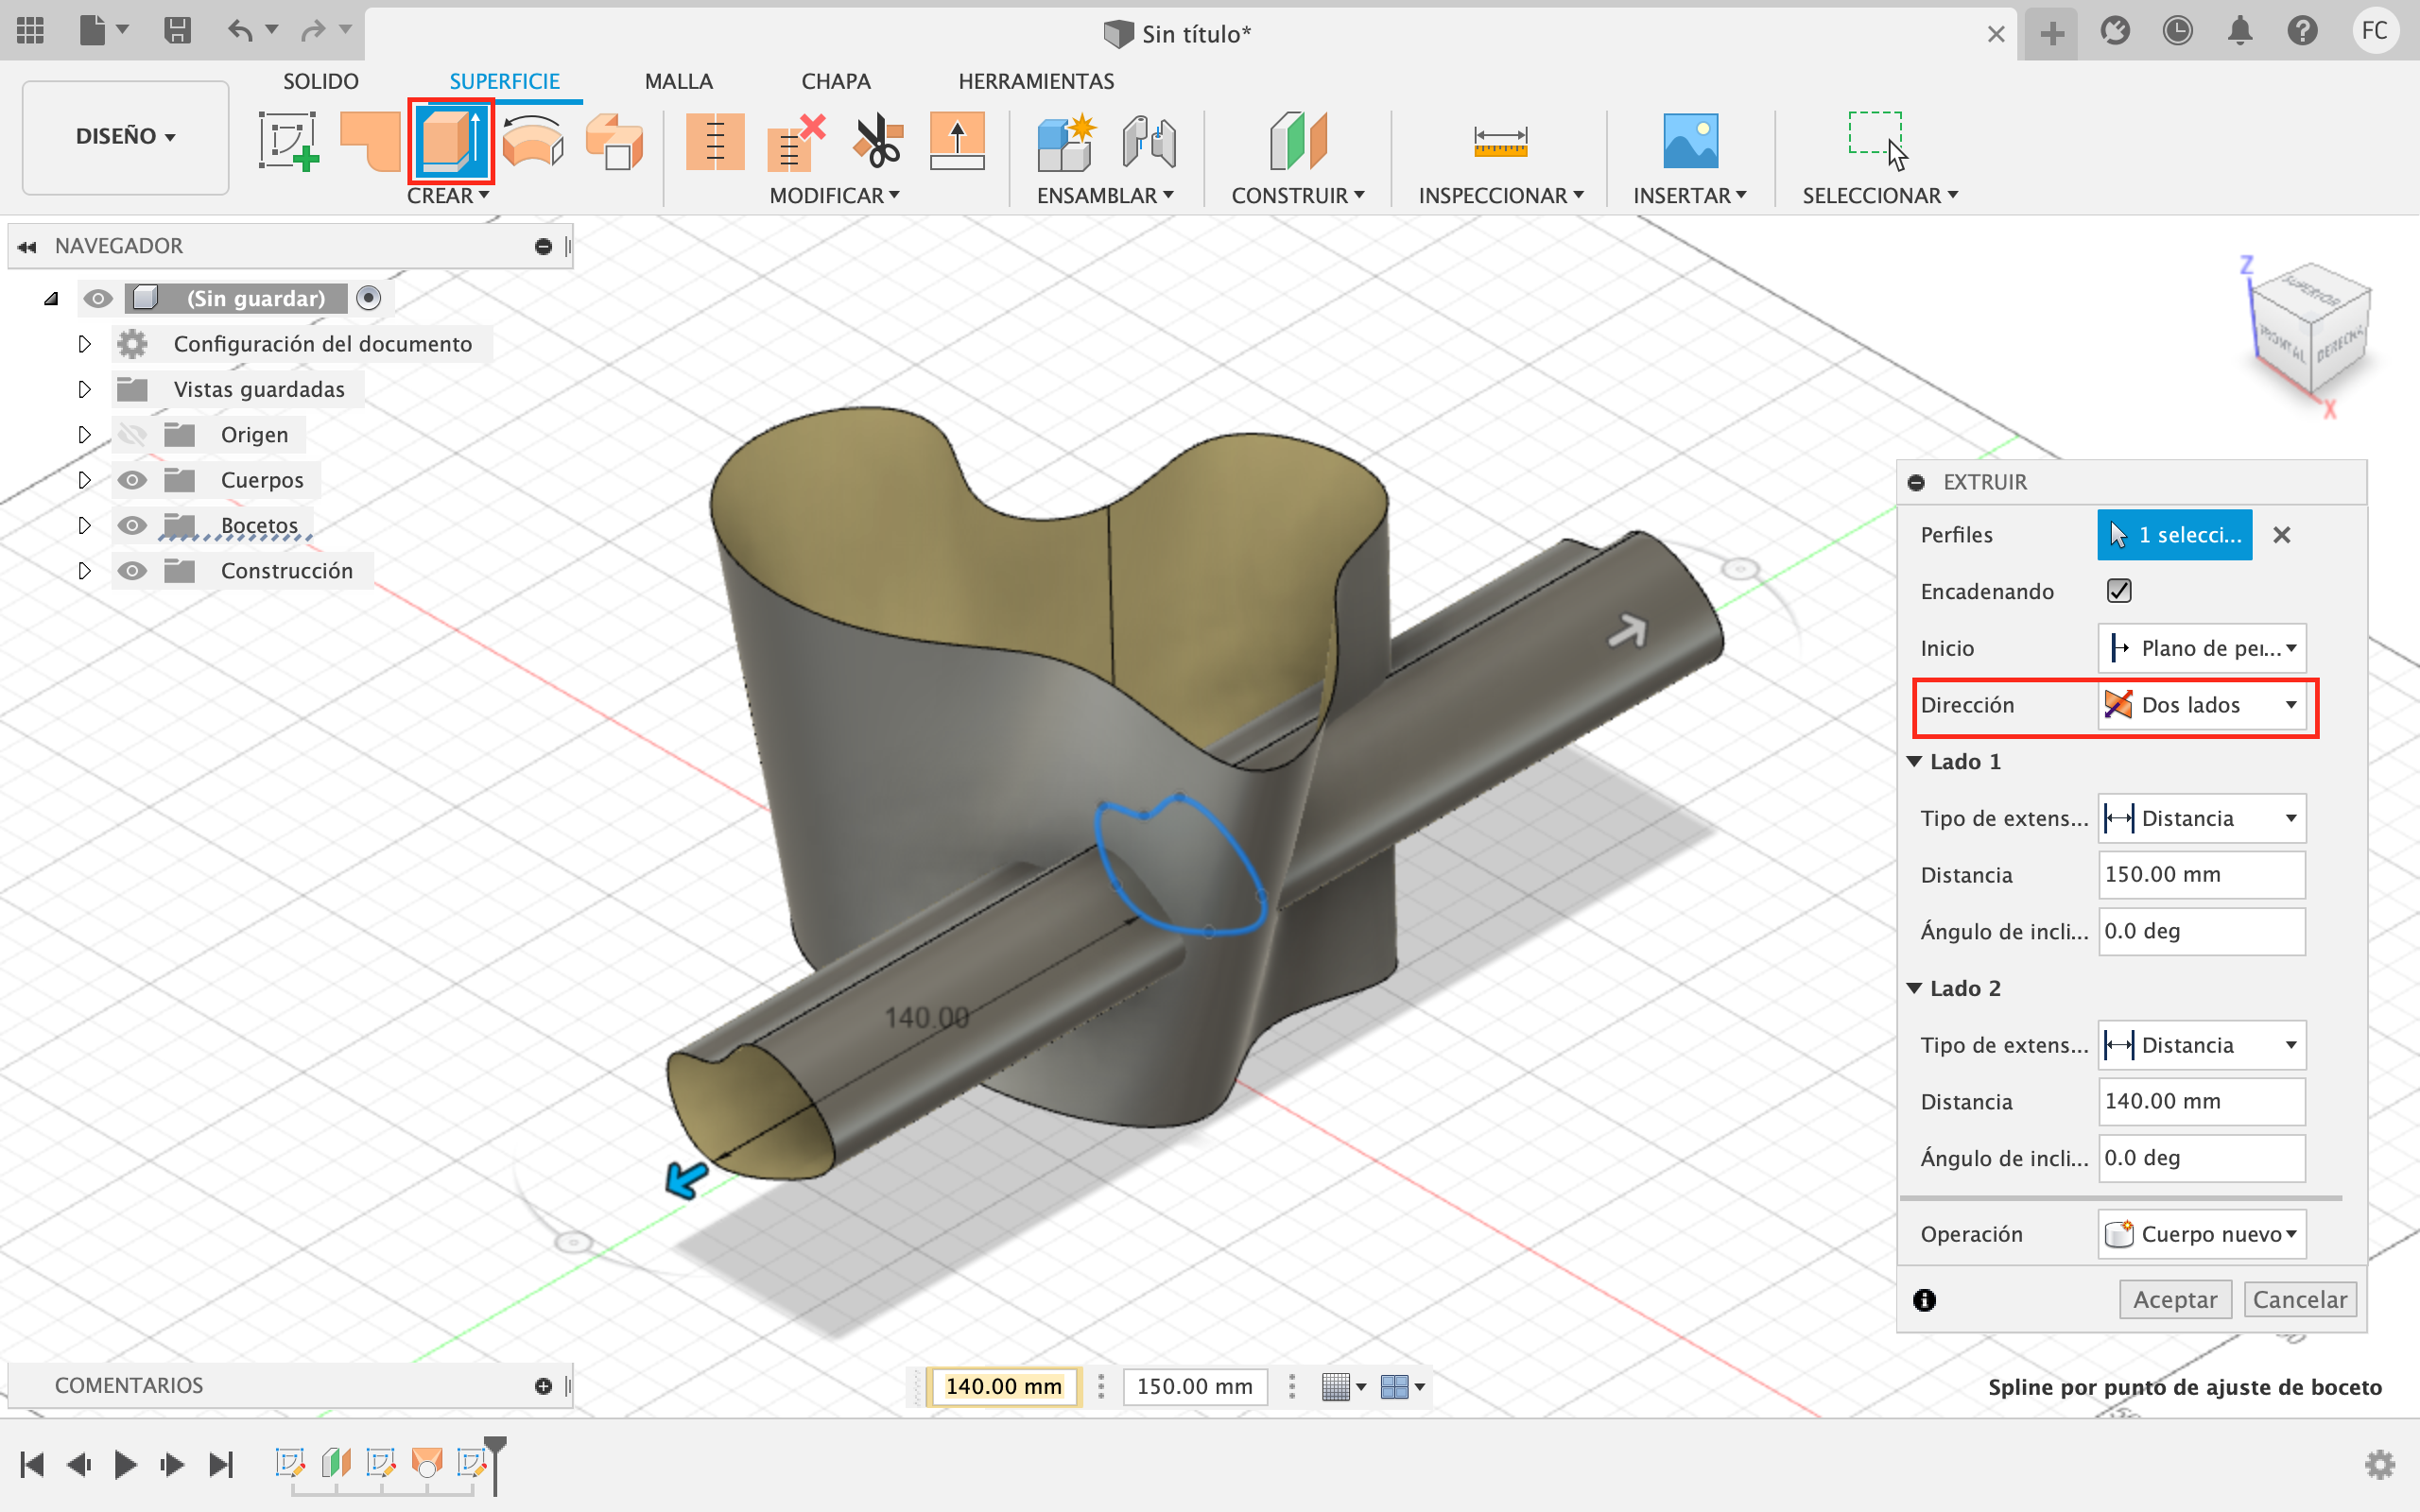 Sin título*
FC
SOLIDO SUPERFICIE MALLA CHAPA HERRAMIENTAS
DISEÑO
CREAR MODIFICAR ENSAMBLAR CONSTRUIR INSPECCIONAR INSERTAR SELECCIONAR
NAVEGADOR
(Sin guardar)
Configuración del documento
Vistas guardadas
Origen
Cuerpos
Bocetos
Construcción
Z
SUPERIOR
FRONTAL
DERECHA
X
140.00
EXTRUIR
Perfiles 1 selecci...
Encadenando
Inicio Plano de per...
Dirección Dos lados
Lado 1
Tipo de extens... Distancia
Distancia 150.00 mm
Ángulo de incli... 0.0 deg
Lado 2
Tipo de extens... Distancia
Distancia 140.00 mm
Ángulo de incli... 0.0 deg
Operación Cuerpo nuevo
Aceptar Cancelar
COMENTARIOS
140.00 mm 150.00 mm
Spline por punto de ajuste de boceto